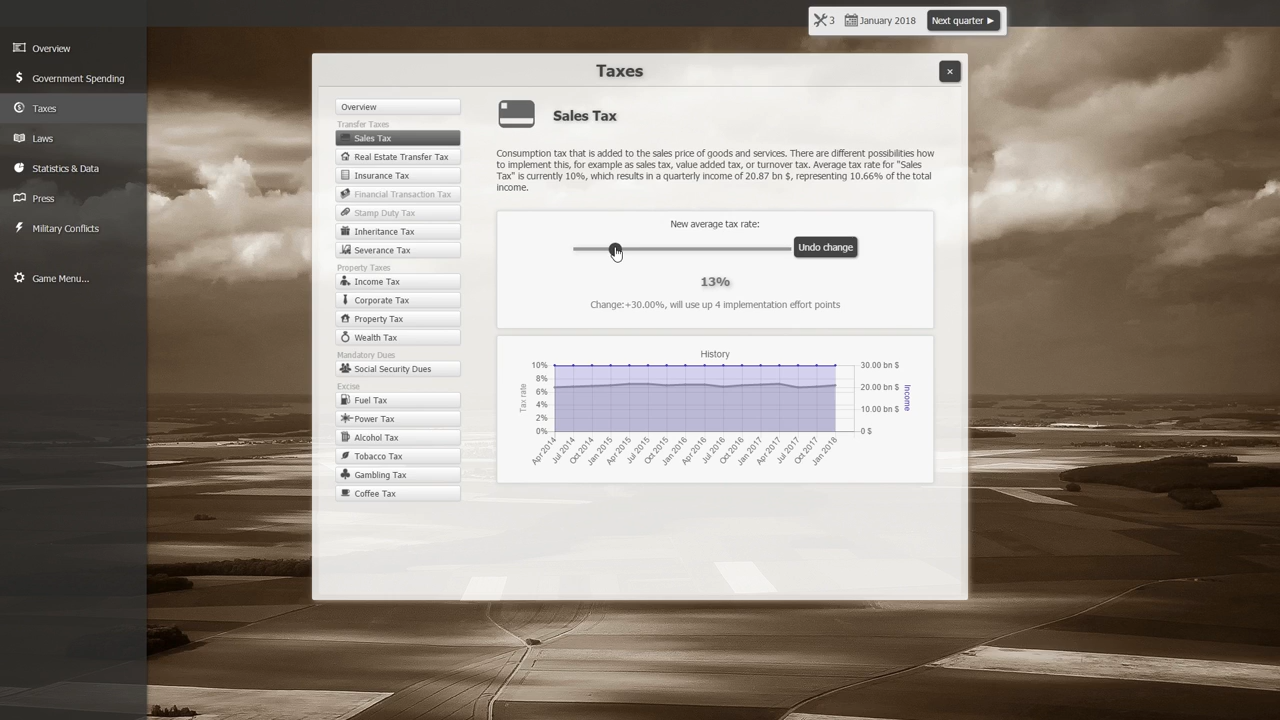 3 January 2018 Next quarter ►
Overview
Government Spending
Taxes
Laws
Statistics & Data
Press
Military Conflicts
Game Menu...
Taxes
×
Overview
Transfer Taxes
Sales Tax
Real Estate Transfer Tax
Insurance Tax
Financial Transaction Tax
Stamp Duty Tax
Inheritance Tax
Severance Tax
Property Taxes
Income Tax
Corporate Tax
Property Tax
Wealth Tax
Mandatory Dues
Social Security Dues
Excise
Fuel Tax
Power Tax
Alcohol Tax
Tobacco Tax
Gambling Tax
Coffee Tax
Sales Tax
Consumption tax that is added to the sales price of goods and services. There are different possibilities how
to implement this, for example as sales tax, value added tax, or turnover tax. Average tax rate for "Sales
Tax" is currently 10%, which results in a quarterly income of 20.87 bn $, representing 10.66% of the total
income.
New average tax rate:
Undo change
13%
Change:+30.00%, will use up 4 implementation effort points
History
10%
8%
6%
4%
2%
0%
Tax rate
30.00 bn $
20.00 bn $
10.00 bn $
0 $
Income
Apr 2014
Jul 2014
Oct 2014
Jan 2015
Apr 2015
Jul 2015
Oct 2015
Jan 2016
Apr 2016
Jul 2016
Oct 2016
Jan 2017
Apr 2017
Jul 2017
Oct 2017
Jan 2018